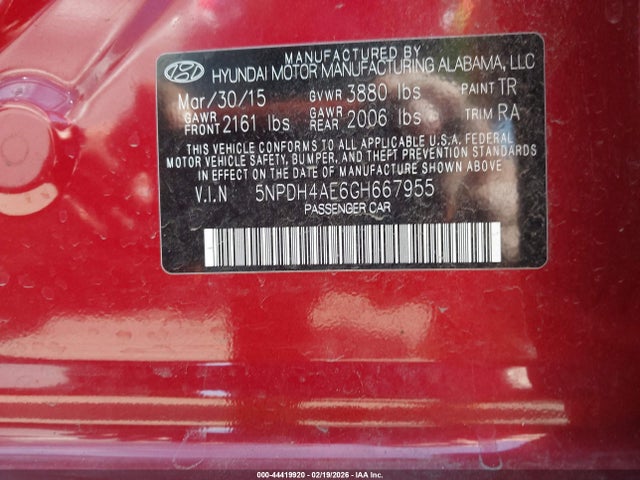 MANUFACTURED BY
HYUNDAI MOTOR MANUFACTURING ALABAMA, LLC
Mar/30/15 GVWR 3880 lbs PAINT TR
GAWR FRONT 2161 lbs GAWR REAR 2006 lbs TRIM RA
THIS VEHICLE CONFORMS TO ALL APPLICABLE U.S.A. FEDERAL
MOTOR VEHICLE SAFETY, BUMPER, AND THEFT PREVENTION STANDARDS
IN EFFECT ON THE DATE OF MANUFACTURE SHOWN ABOVE
V.I.N 5NPDH4AE6GH667955
PASSENGER CAR
000-44419920 - 02/19/2026 - IAA Inc.